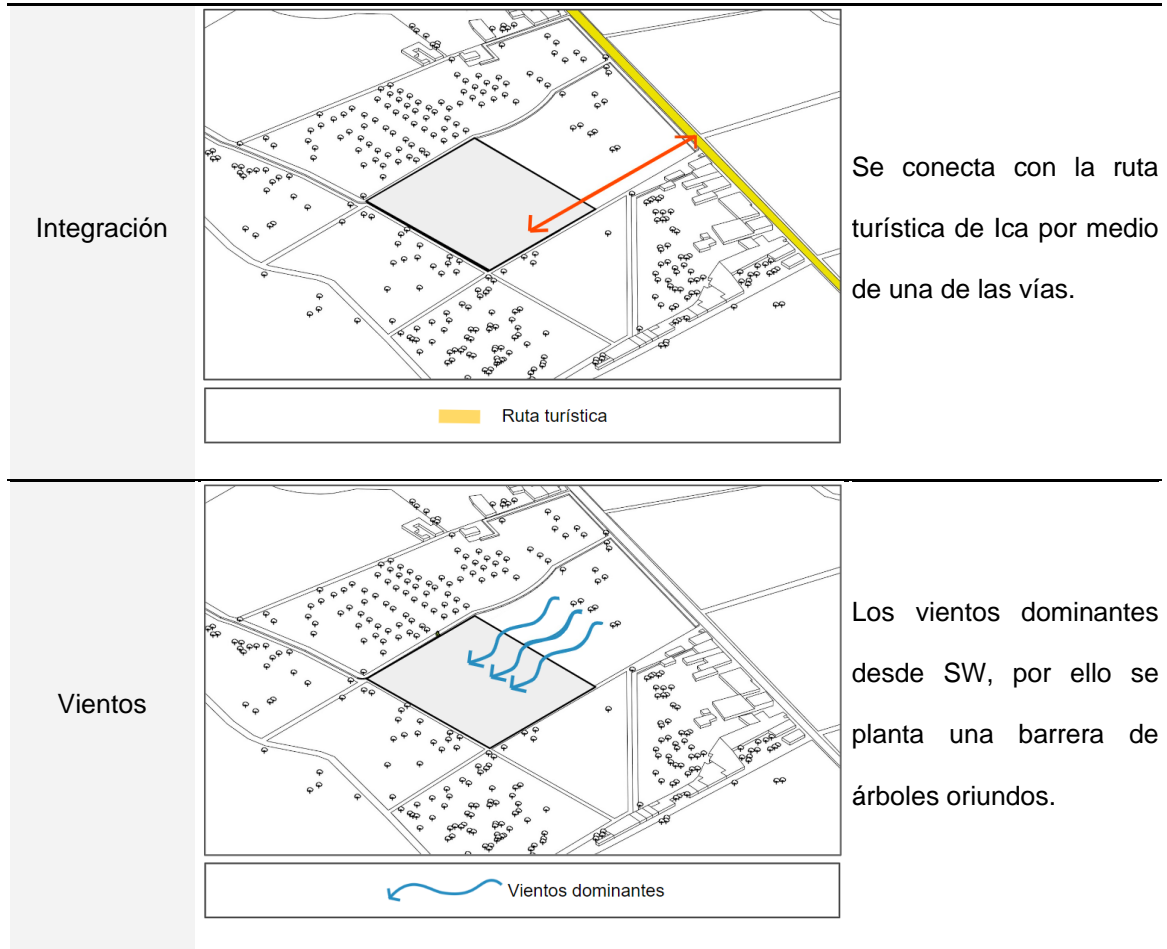 Integración
Se conecta con la ruta
turística de Ica por medio
de una de las vías.
Ruta turística
Vientos
Los vientos dominantes
desde SW, por ello se
planta una barrera de
árboles oriundos.
Vientos dominantes